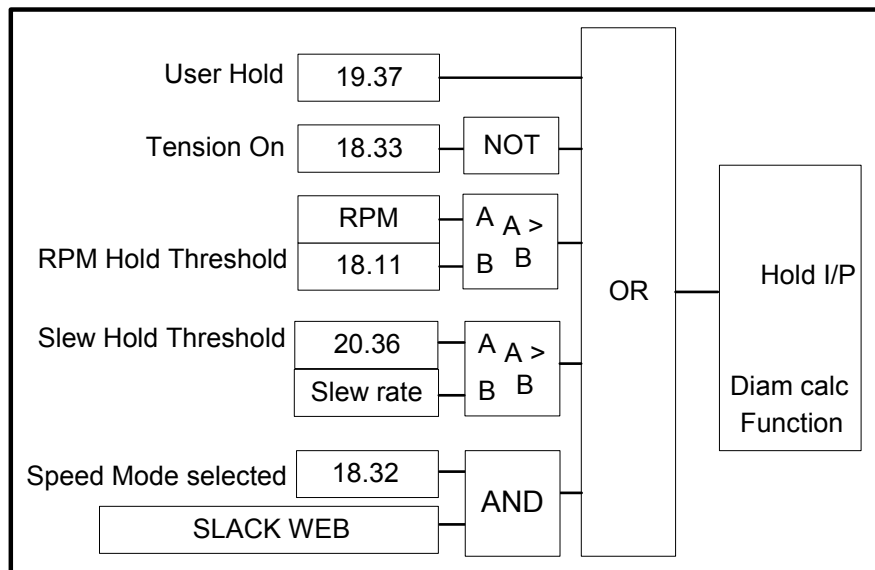 User Hold 19.37
Tension On 18.33 NOT
RPM A A >
RPM Hold Threshold 18.11 B B
OR
Hold I/P
Slew Hold Threshold 20.36 A A >
Slew rate B B
Diam calc
Function
Speed Mode selected 18.32
AND
SLACK WEB